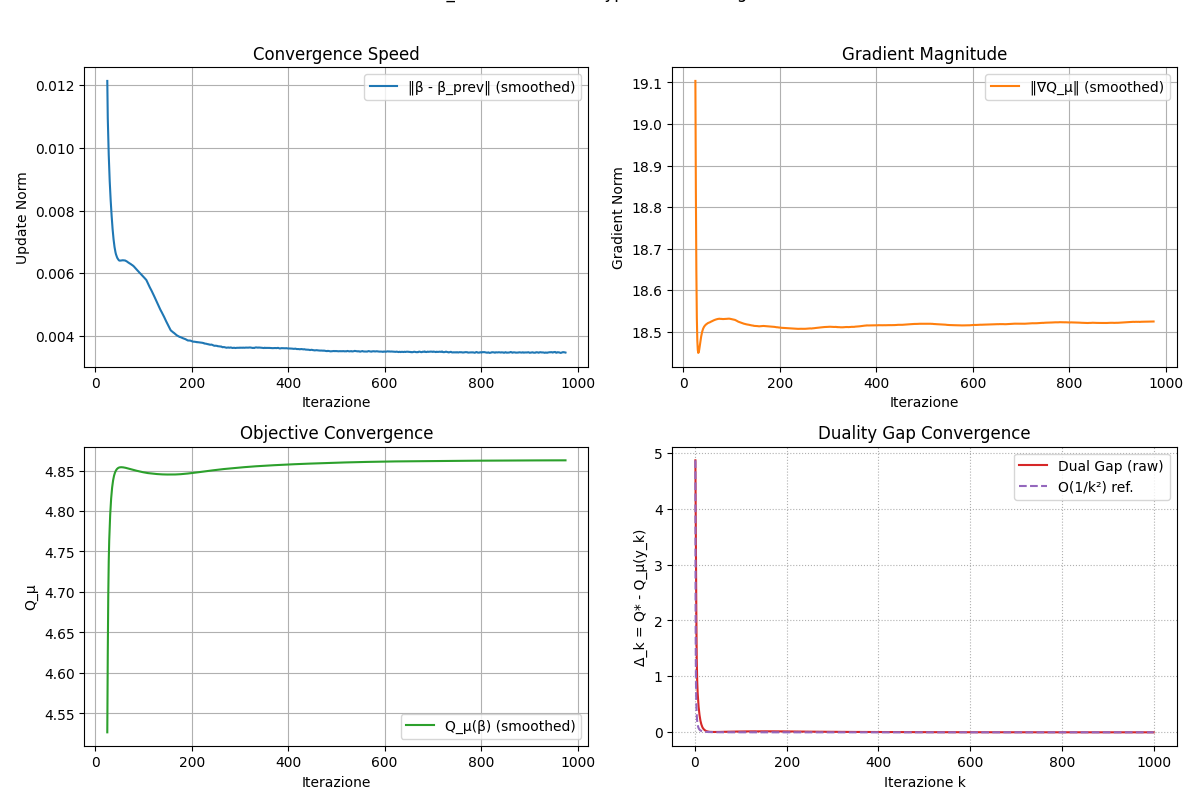 Convergence Speed
0.012
0.010
0.008
0.006
0.004
Update Norm
‖β - β_prev‖ (smoothed)
0 200 400 600 800 1000
Iterazione
Gradient Magnitude
19.1
19.0
18.9
18.8
18.7
18.6
18.5
Gradient Norm
‖∇Q_μ‖ (smoothed)
0 200 400 600 800 1000
Iterazione
Objective Convergence
4.85
4.80
4.75
4.70
4.65
4.60
4.55
Q_μ
Q_μ(β) (smoothed)
0 200 400 600 800 1000
Iterazione
Duality Gap Convergence
5
4
3
2
1
0
Δ_k = Q* - Q_μ(y_k)
Dual Gap (raw)
O(1/k²) ref.
0 200 400 600 800 1000
Iterazione k